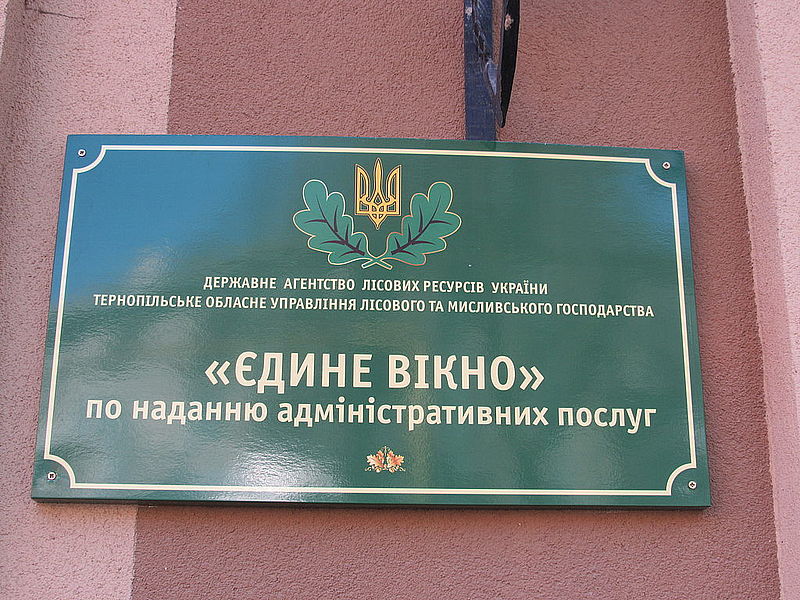 ДЕРЖАВНЕ АГЕНТСТВО ЛІСОВИХ РЕСУРСІВ УКРАЇНИ
ТЕРНОПІЛЬСЬКЕ ОБЛАСНЕ УПРАВЛІННЯ ЛІСОВОГО ТА МИСЛИВСЬКОГО ГОСПОДАРСТВА
«ЄДИНЕ ВІКНО»
по наданню адміністративних послуг